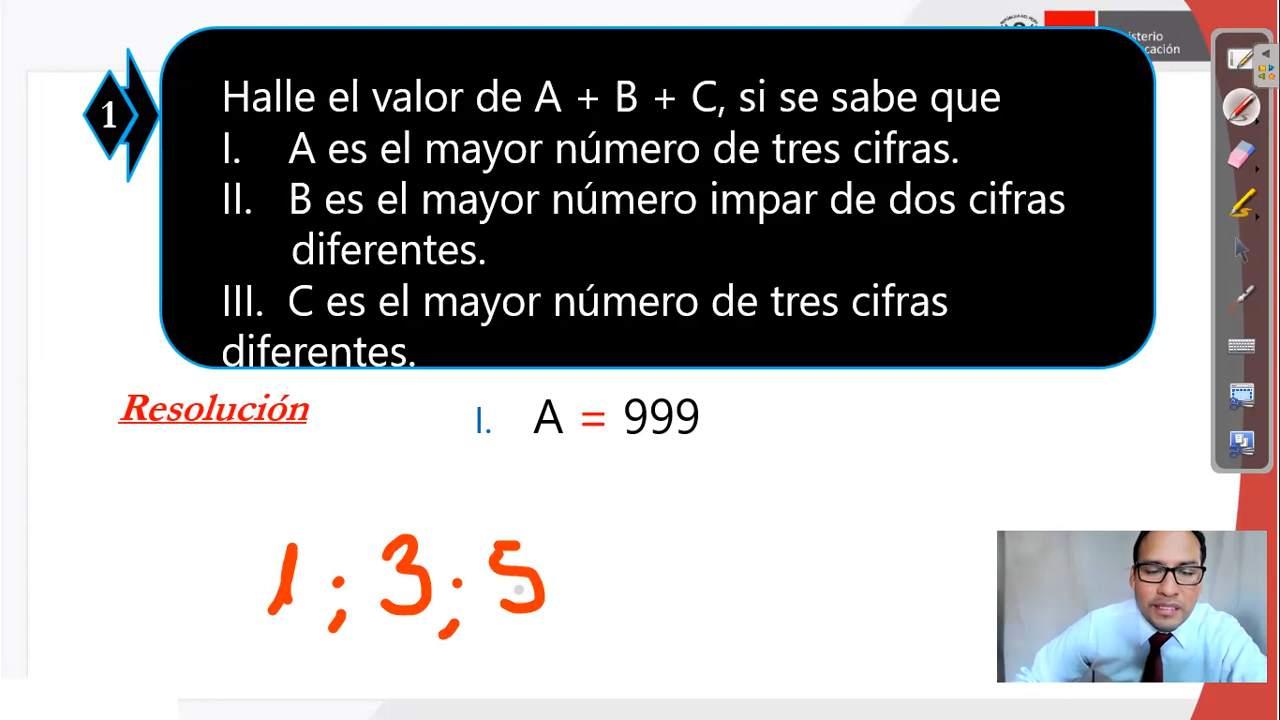 isterio
cación
1
Halle el valor de A + B + C, si se sabe que
I. A es el mayor número de tres cifras.
II. B es el mayor número impar de dos cifras
diferentes.
III. C es el mayor número de tres cifras
diferentes.
Resolución
I. A = 999
1 ; 3 ; 5